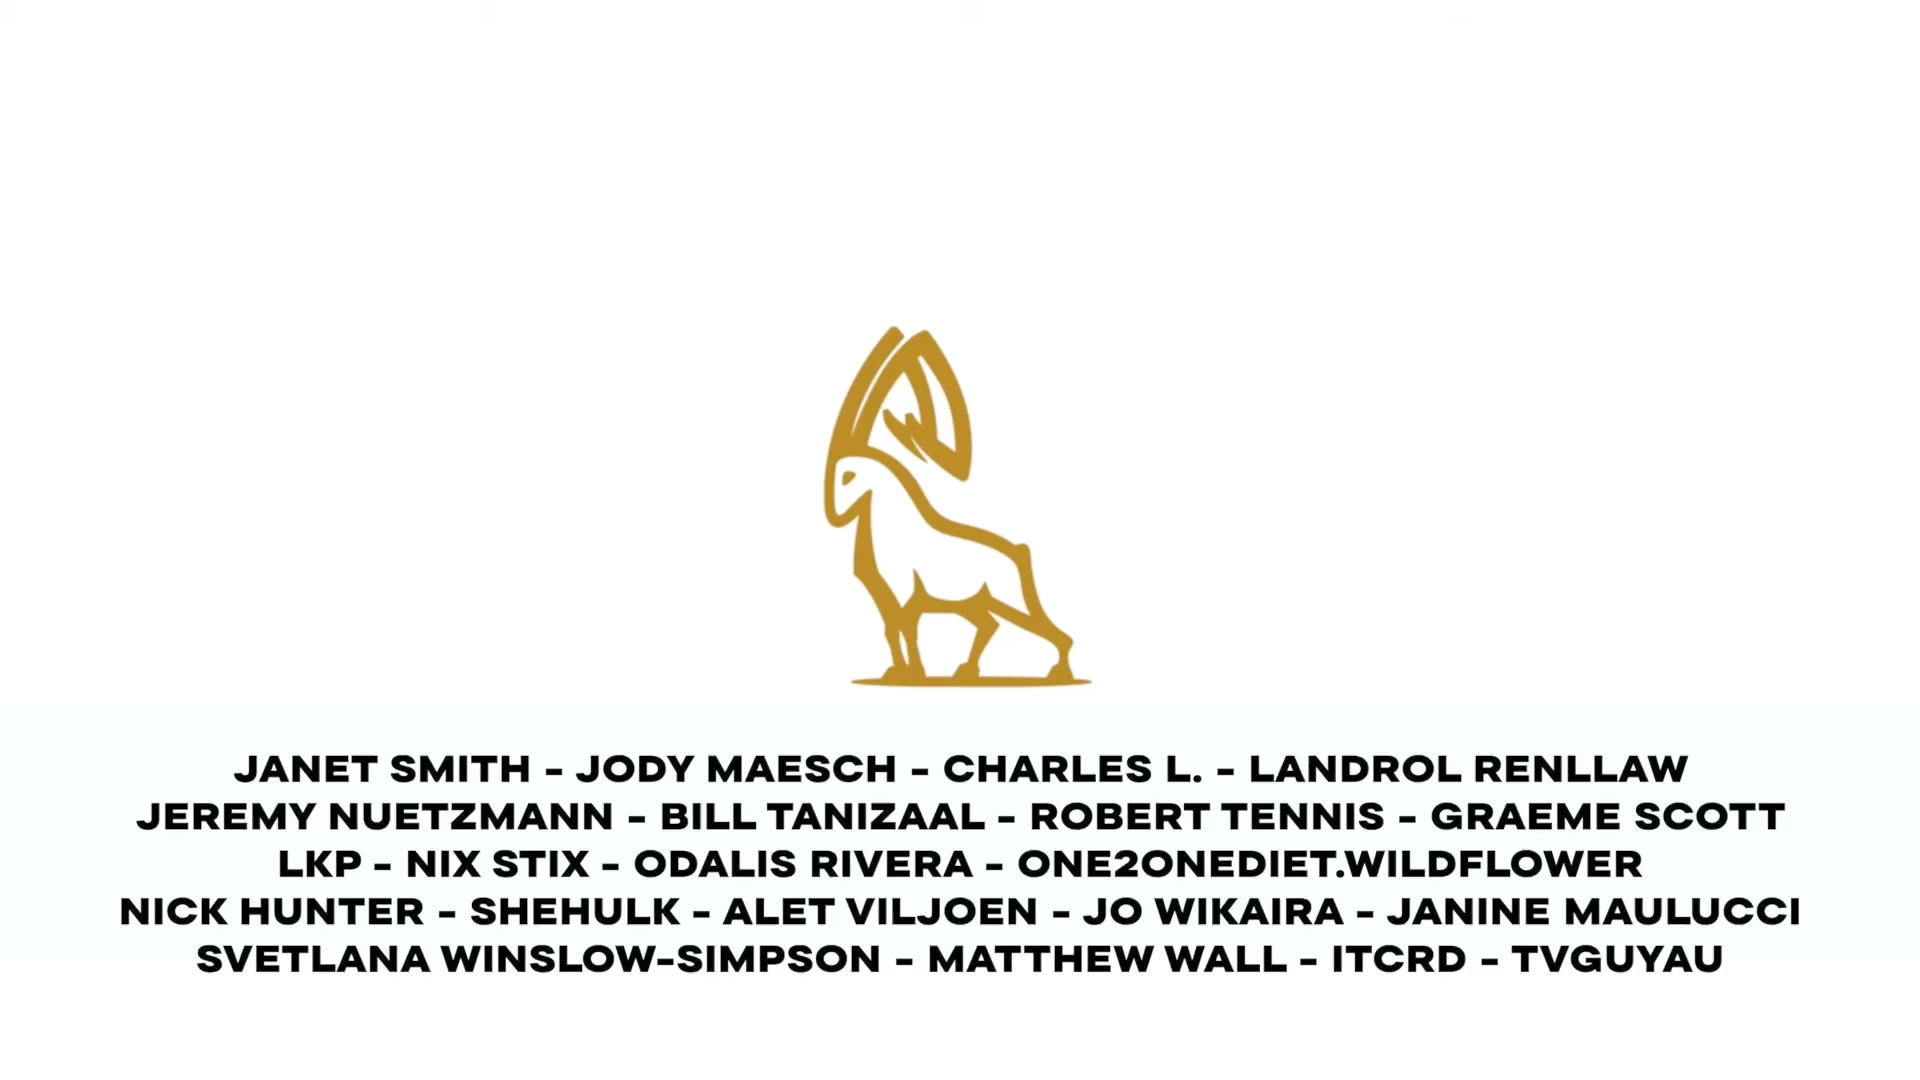 JANET SMITH - JODY MAESCH - CHARLES L. - LANDROL RENLLAW
JEREMY NUETZMANN - BILL TANIZAAL - ROBERT TENNIS - GRAEME SCOTT
LKP - NIX STIX - ODALIS RIVERA - ONE2ONEDIET.WILDFLOWER
NICK HUNTER - SHEHULK - ALET VILJOEN - JO WIKAIRA - JANINE MAULUCCI
SVETLANA WINSLOW-SIMPSON - MATTHEW WALL - ITCRD - TVGUYAU